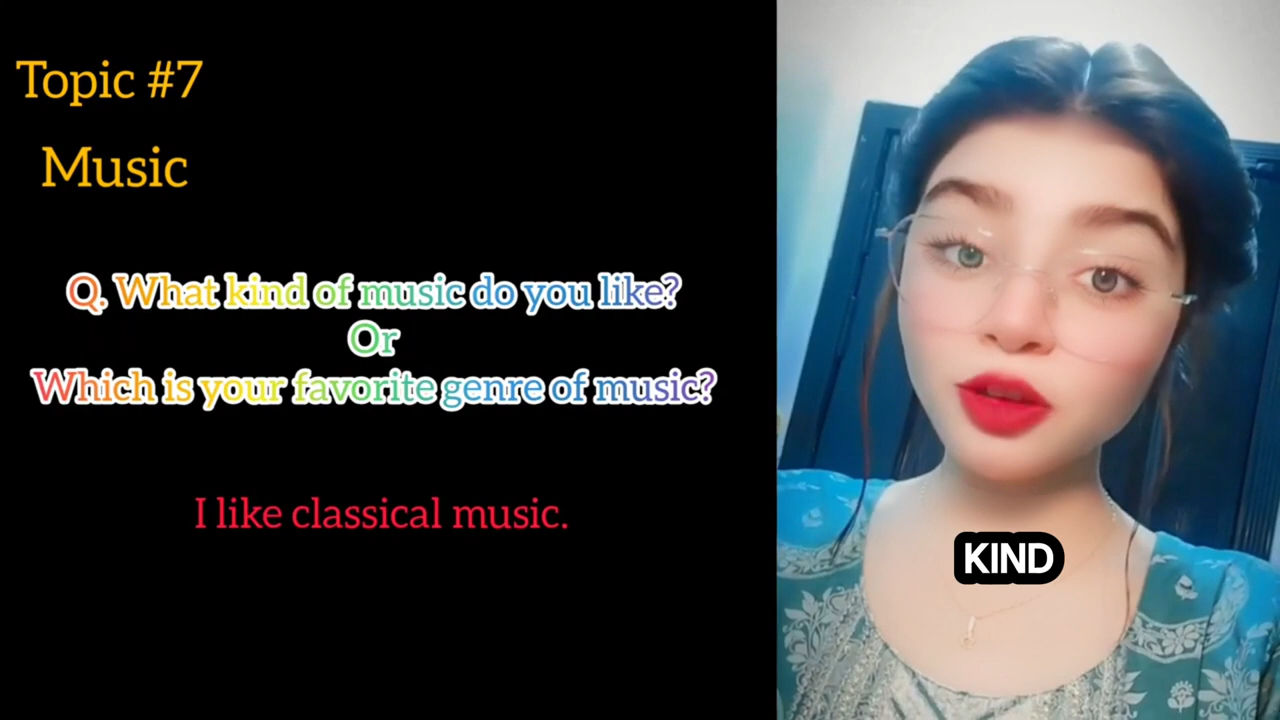 Topic #7
Music
Q. What kind of music do you like?
Or
Which is your favorite genre of music?
I like classical music.
KIND